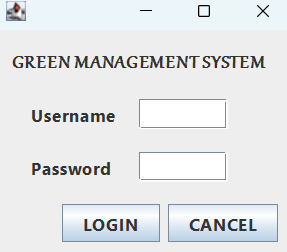 GREEN MANAGEMENT SYSTEM
Username
Password
LOGIN
CANCEL